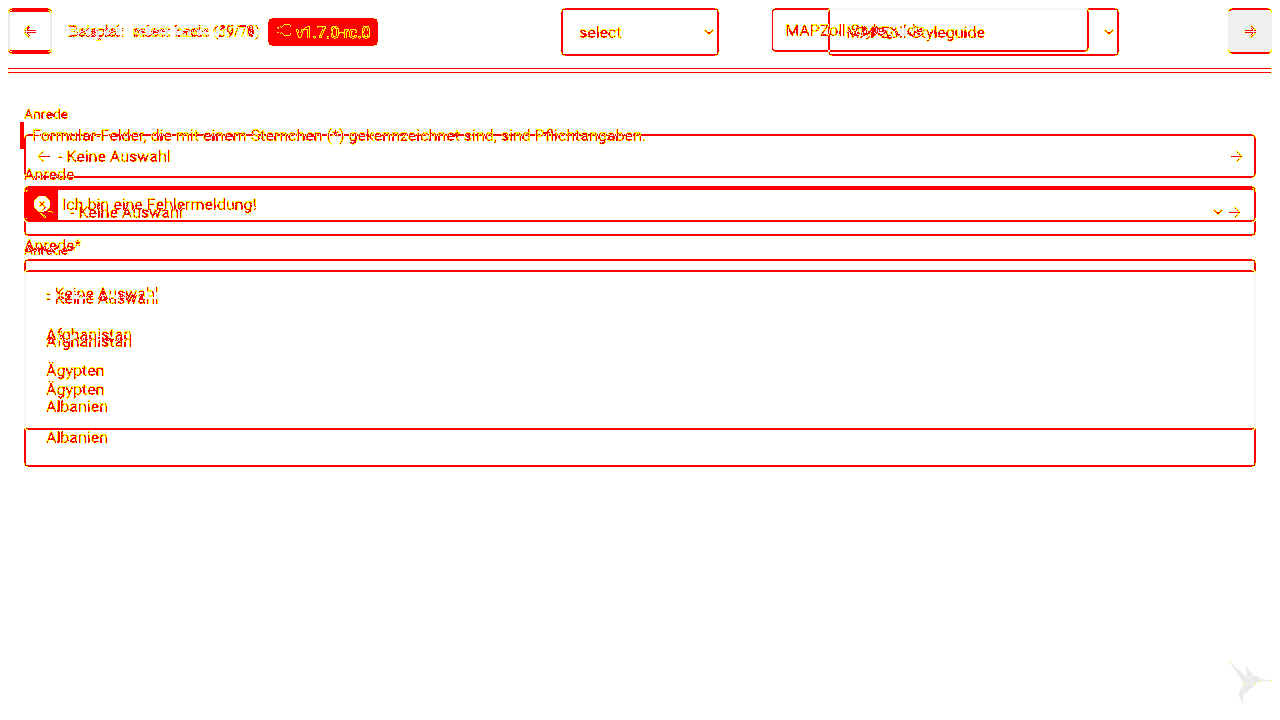 Beispiel: select basic (59/78) v1.7.0-rc.0 select MAPZoll-Styleguide
Anrede
Formular-Felder, die mit einem Sternchen (*) gekennzeichnet sind, sind Pflichtangaben.
- Keine Auswahl
Anrede
Ich bin eine Fehlermeldung!
- Keine Auswahl
Anrede*
Anrede
- Keine Auswahl
- Keine Auswahl
Afghanistan
Afghanistan
Ägypten
Ägypten
Albanien
Albanien